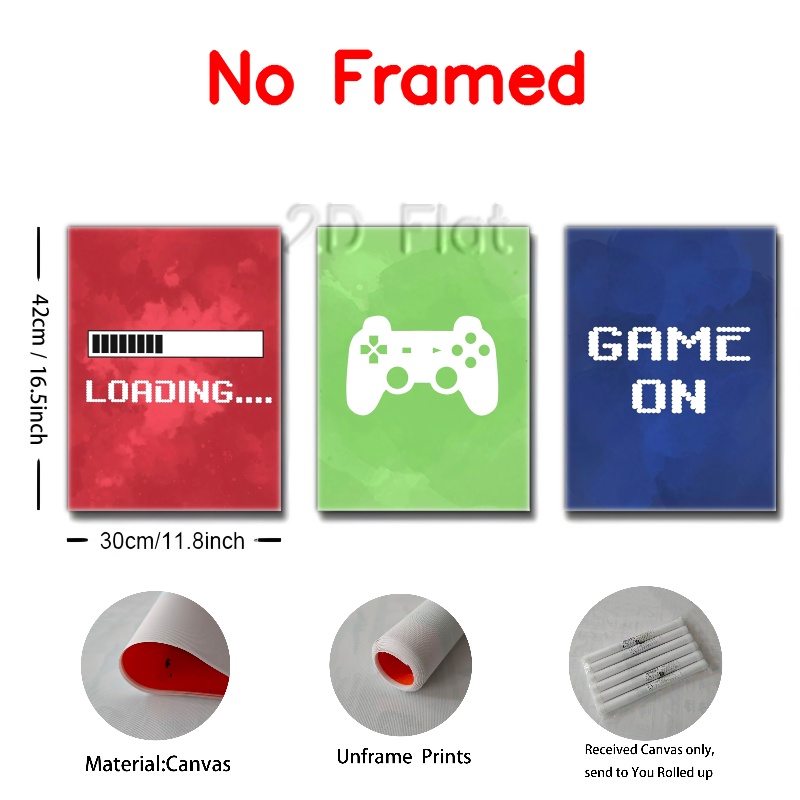 No Framed
2D Flat
42cm / 16.5inch
LOADING....
GAME
ON
30cm/11.8inch
Material:Canvas
Unframe Prints
Received Canvas only,
send to You Rolled up